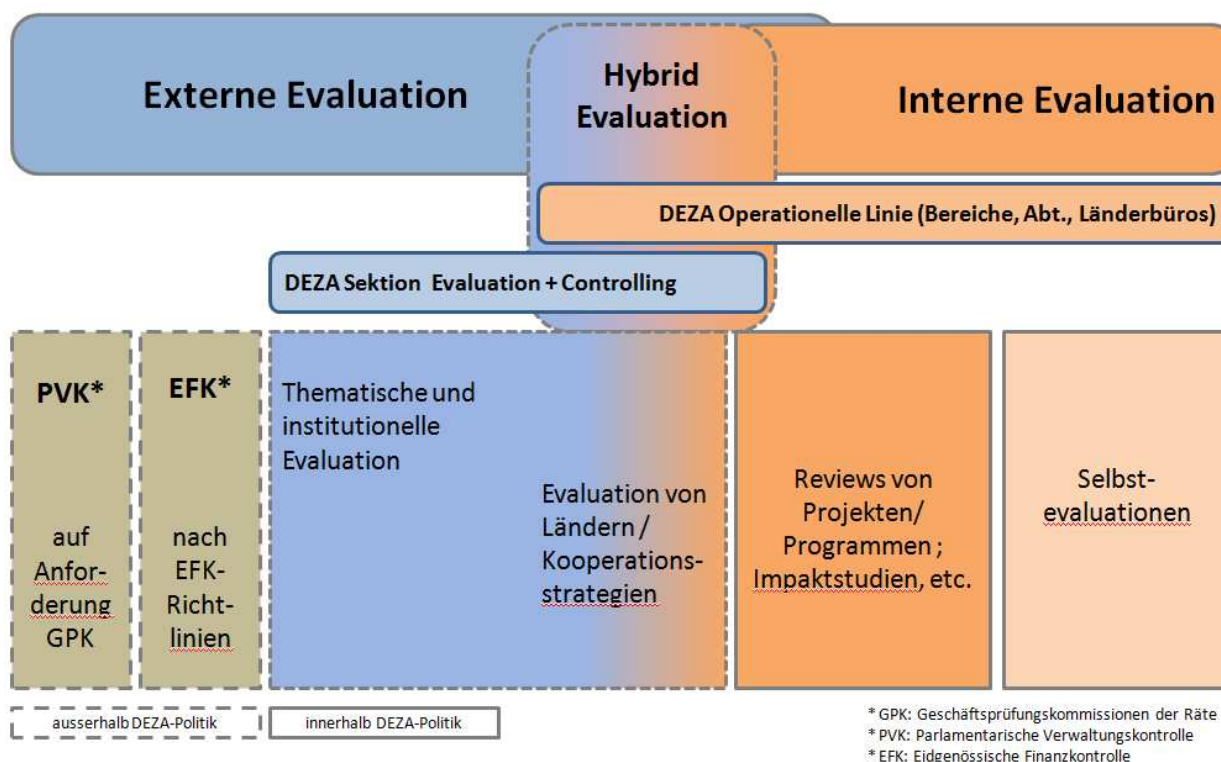 Externe Evaluation
Hybrid
Evaluation
Interne Evaluation
DEZA Operationelle Linie (Bereiche, Abt., Länderbüros)
DEZA Sektion Evaluation + Controlling
PVK*
auf
Anfor-
derung
GPK
EFK*
nach
EFK-
Richt-
linien
Thematische und
institutionelle
Evaluation
Evaluation von
Ländern /
Kooperations-
strategien
Reviews von
Projekten/
Programmen ;
Impaktstudien, etc.
Selbst-
evaluationen
ausserhalb DEZA-Politik
innerhalb DEZA-Politik
* GPK: Geschäftsprüfungskommissionen der Räte
* PVK: Parlamentarische Verwaltungskontrolle
* EFK: Eidgenössische Finanzkontrolle